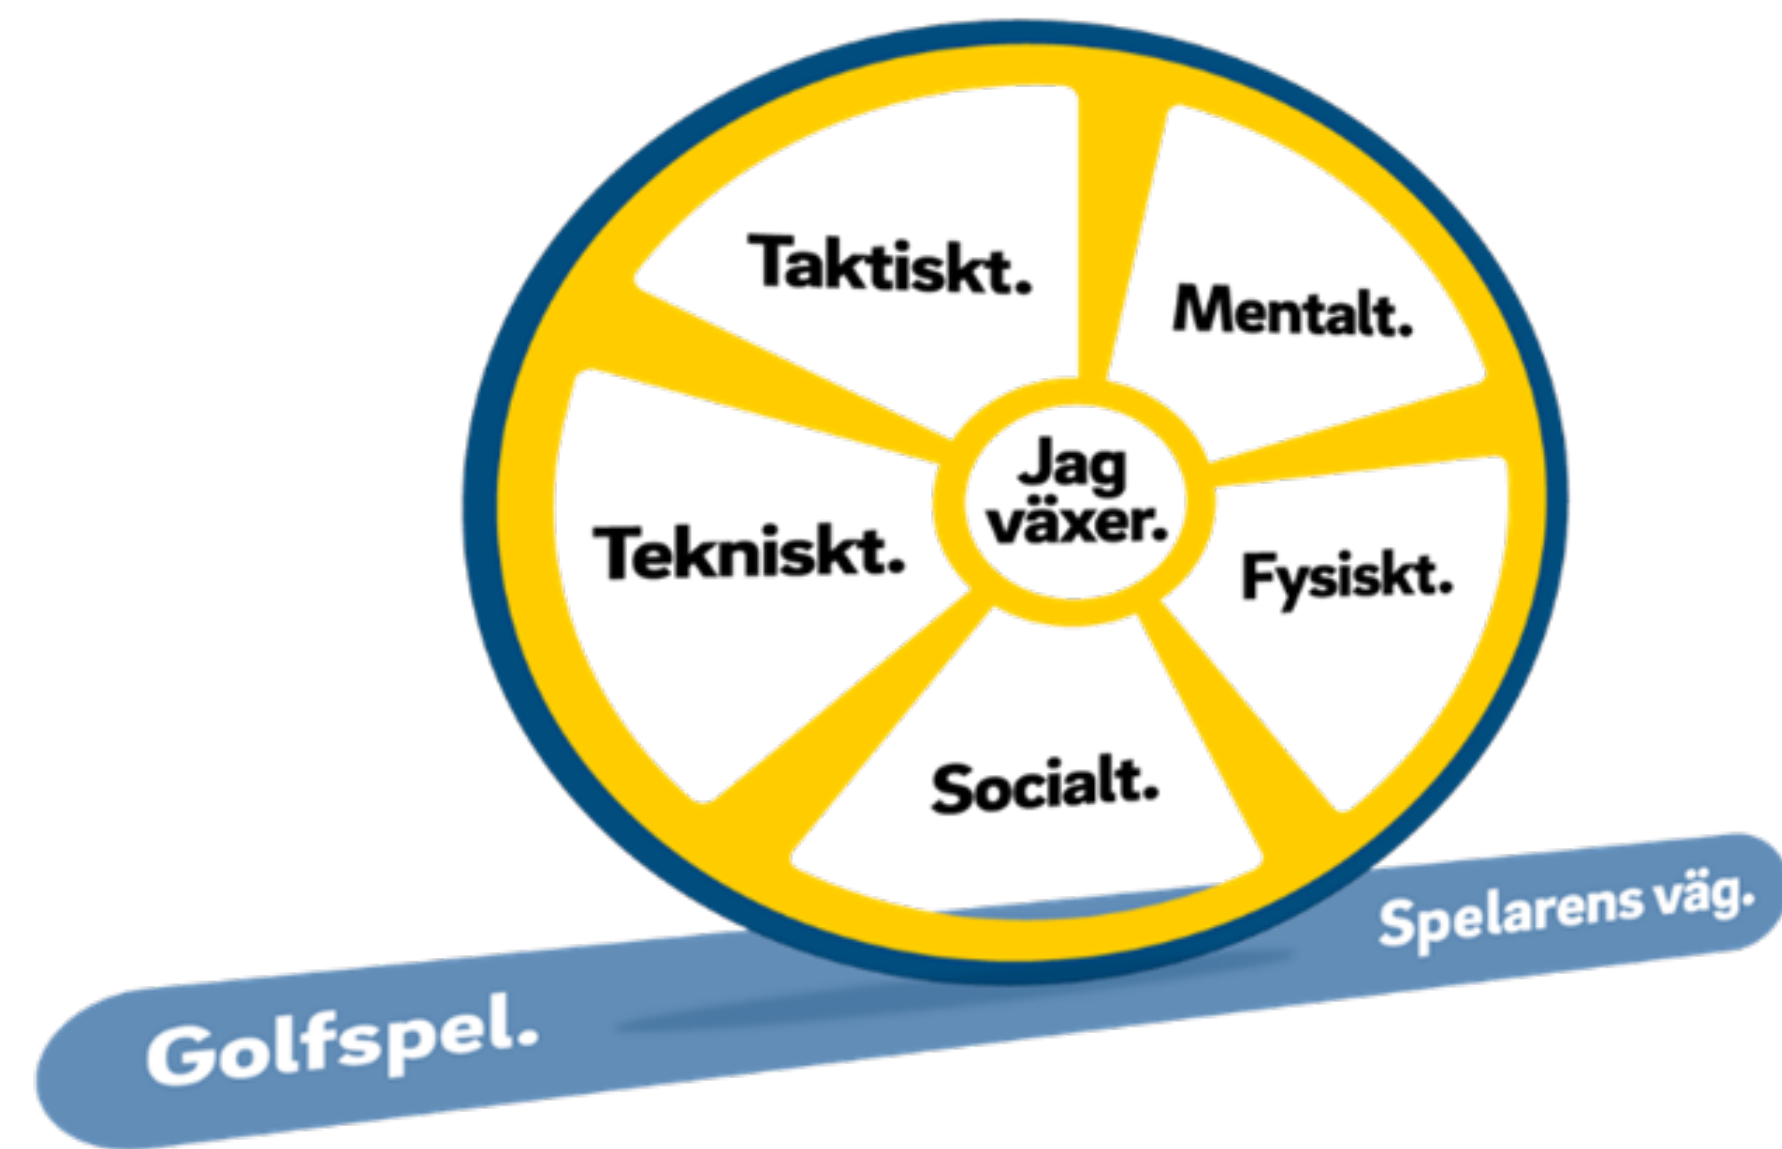 Taktiskt.
Mentalt.
Jag
växer.
Tekniskt.
Fysiskt.
Socialt.
Spelarens väg.
Golfspel.